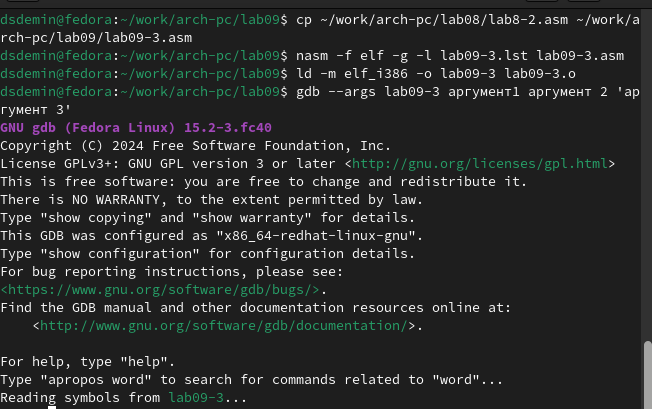 dsdemin@fedora:~/work/arch-pc/lab09$ cp ~/work/arch-pc/lab08/lab8-2.asm ~/work/a
rch-pc/lab09/lab09-3.asm
dsdemin@fedora:~/work/arch-pc/lab09$ nasm -f elf -g -l lab09-3.lst lab09-3.asm
dsdemin@fedora:~/work/arch-pc/lab09$ ld -m elf_i386 -o lab09-3 lab09-3.o
dsdemin@fedora:~/work/arch-pc/lab09$ gdb --args lab09-3 аргумент1 аргумент 2 'ар
гумент 3'
GNU gdb (Fedora Linux) 15.2-3.fc40
Copyright (C) 2024 Free Software Foundation, Inc.
License GPLv3+: GNU GPL version 3 or later <http://gnu.org/licenses/gpl.html>
This is free software: you are free to change and redistribute it.
There is NO WARRANTY, to the extent permitted by law.
Type "show copying" and "show warranty" for details.
This GDB was configured as "x86_64-redhat-linux-gnu".
Type "show configuration" for configuration details.
For bug reporting instructions, please see:
<https://www.gnu.org/software/gdb/bugs/>.
Find the GDB manual and other documentation resources online at:
    <http://www.gnu.org/software/gdb/documentation/>.

For help, type "help".
Type "apropos word" to search for commands related to "word"...
Reading symbols from lab09-3...